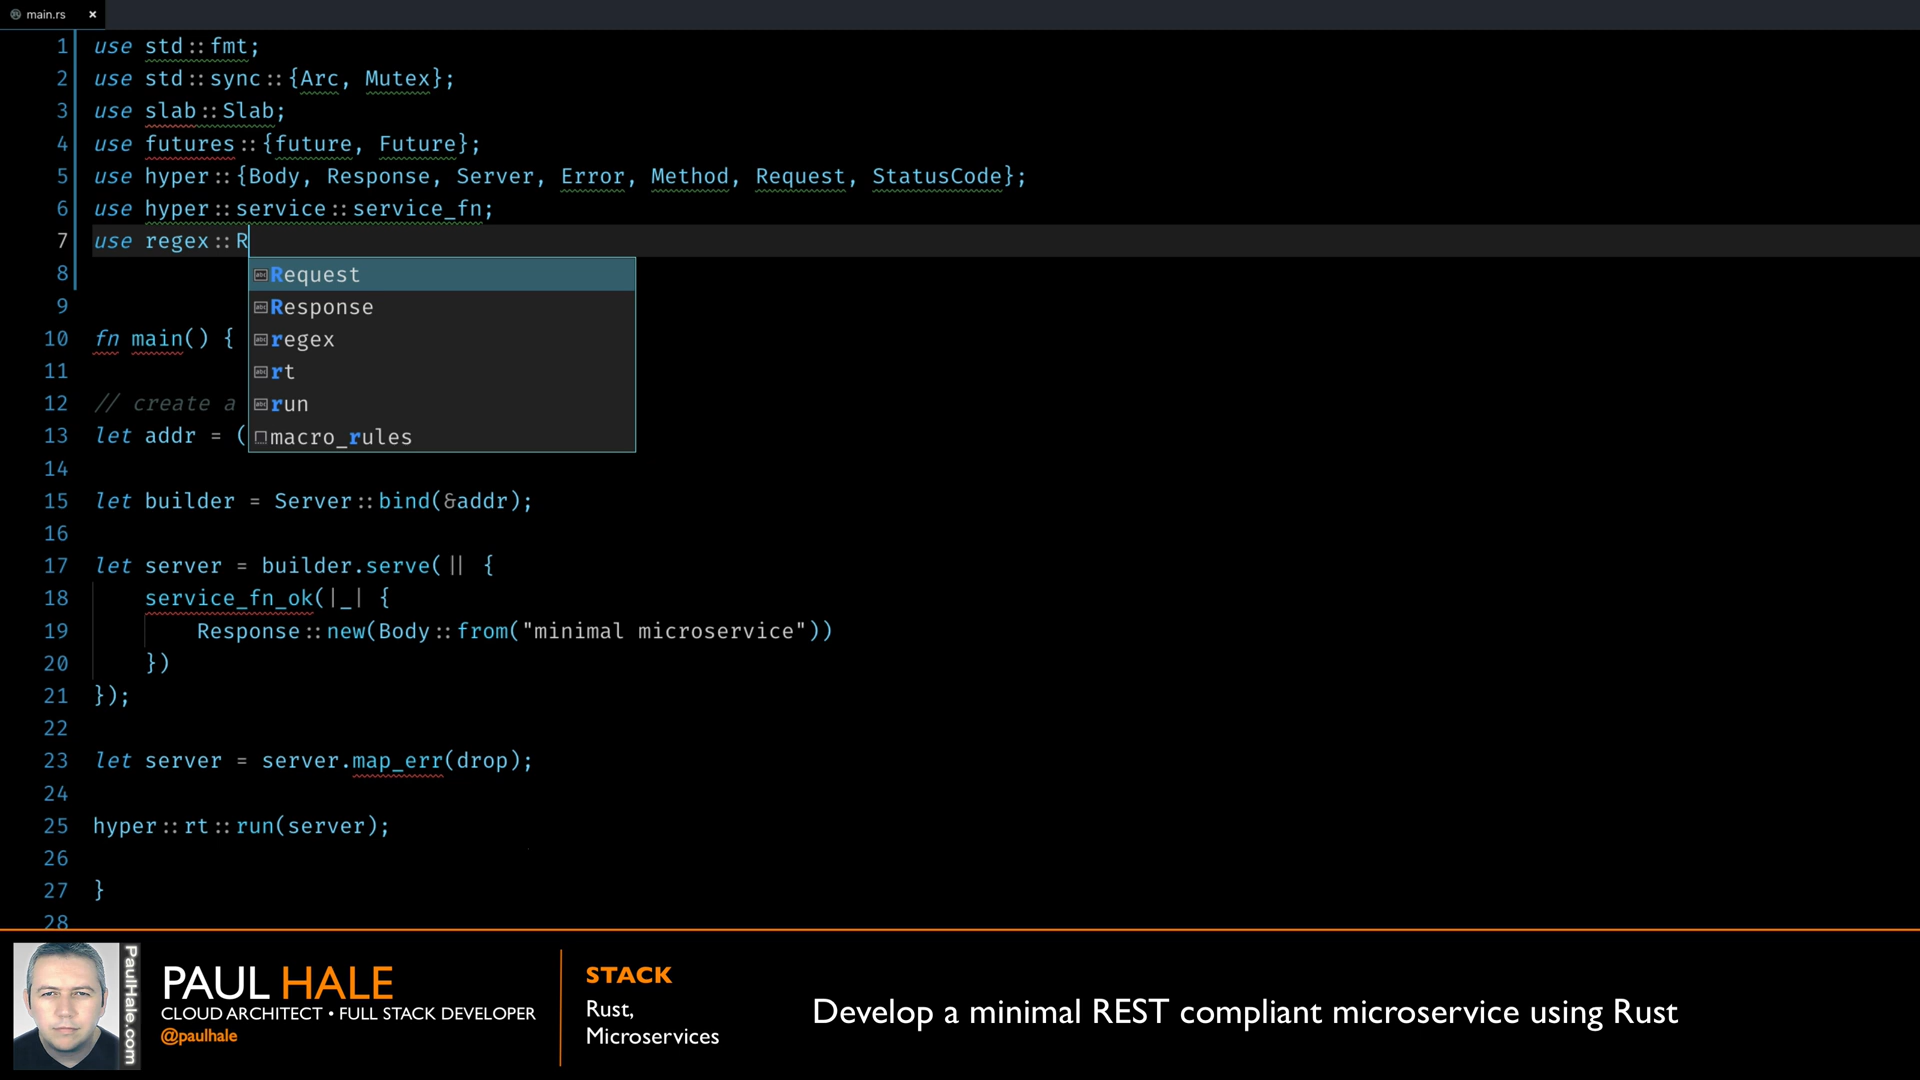 main.rs ×
1 use std::fmt;
2 use std::sync::{Arc, Mutex};
3 use slab::Slab;
4 use futures::{future, Future};
5 use hyper::{Body, Response, Server, Error, Method, Request, StatusCode};
6 use hyper::service::service_fn;
7 use regex::R
8
Request
Response
9
regex
10 fn main() {
rt
11
run
12 // create a
macro_rules
13 let addr = (
14
15 let builder = Server::bind(&addr);
16
17 let server = builder.serve(|| {
18 service_fn_ok(|_| {
19 Response::new(Body::from("minimal microservice"))
20 })
21 });
22
23 let server = server.map_err(drop);
24
25 hyper::rt::run(server);
26
27 }
28
PaulHale.com
PAUL HALE
CLOUD ARCHITECT • FULL STACK DEVELOPER
@paulhale
STACK
Rust,
Microservices
Develop a minimal REST compliant microservice using Rust